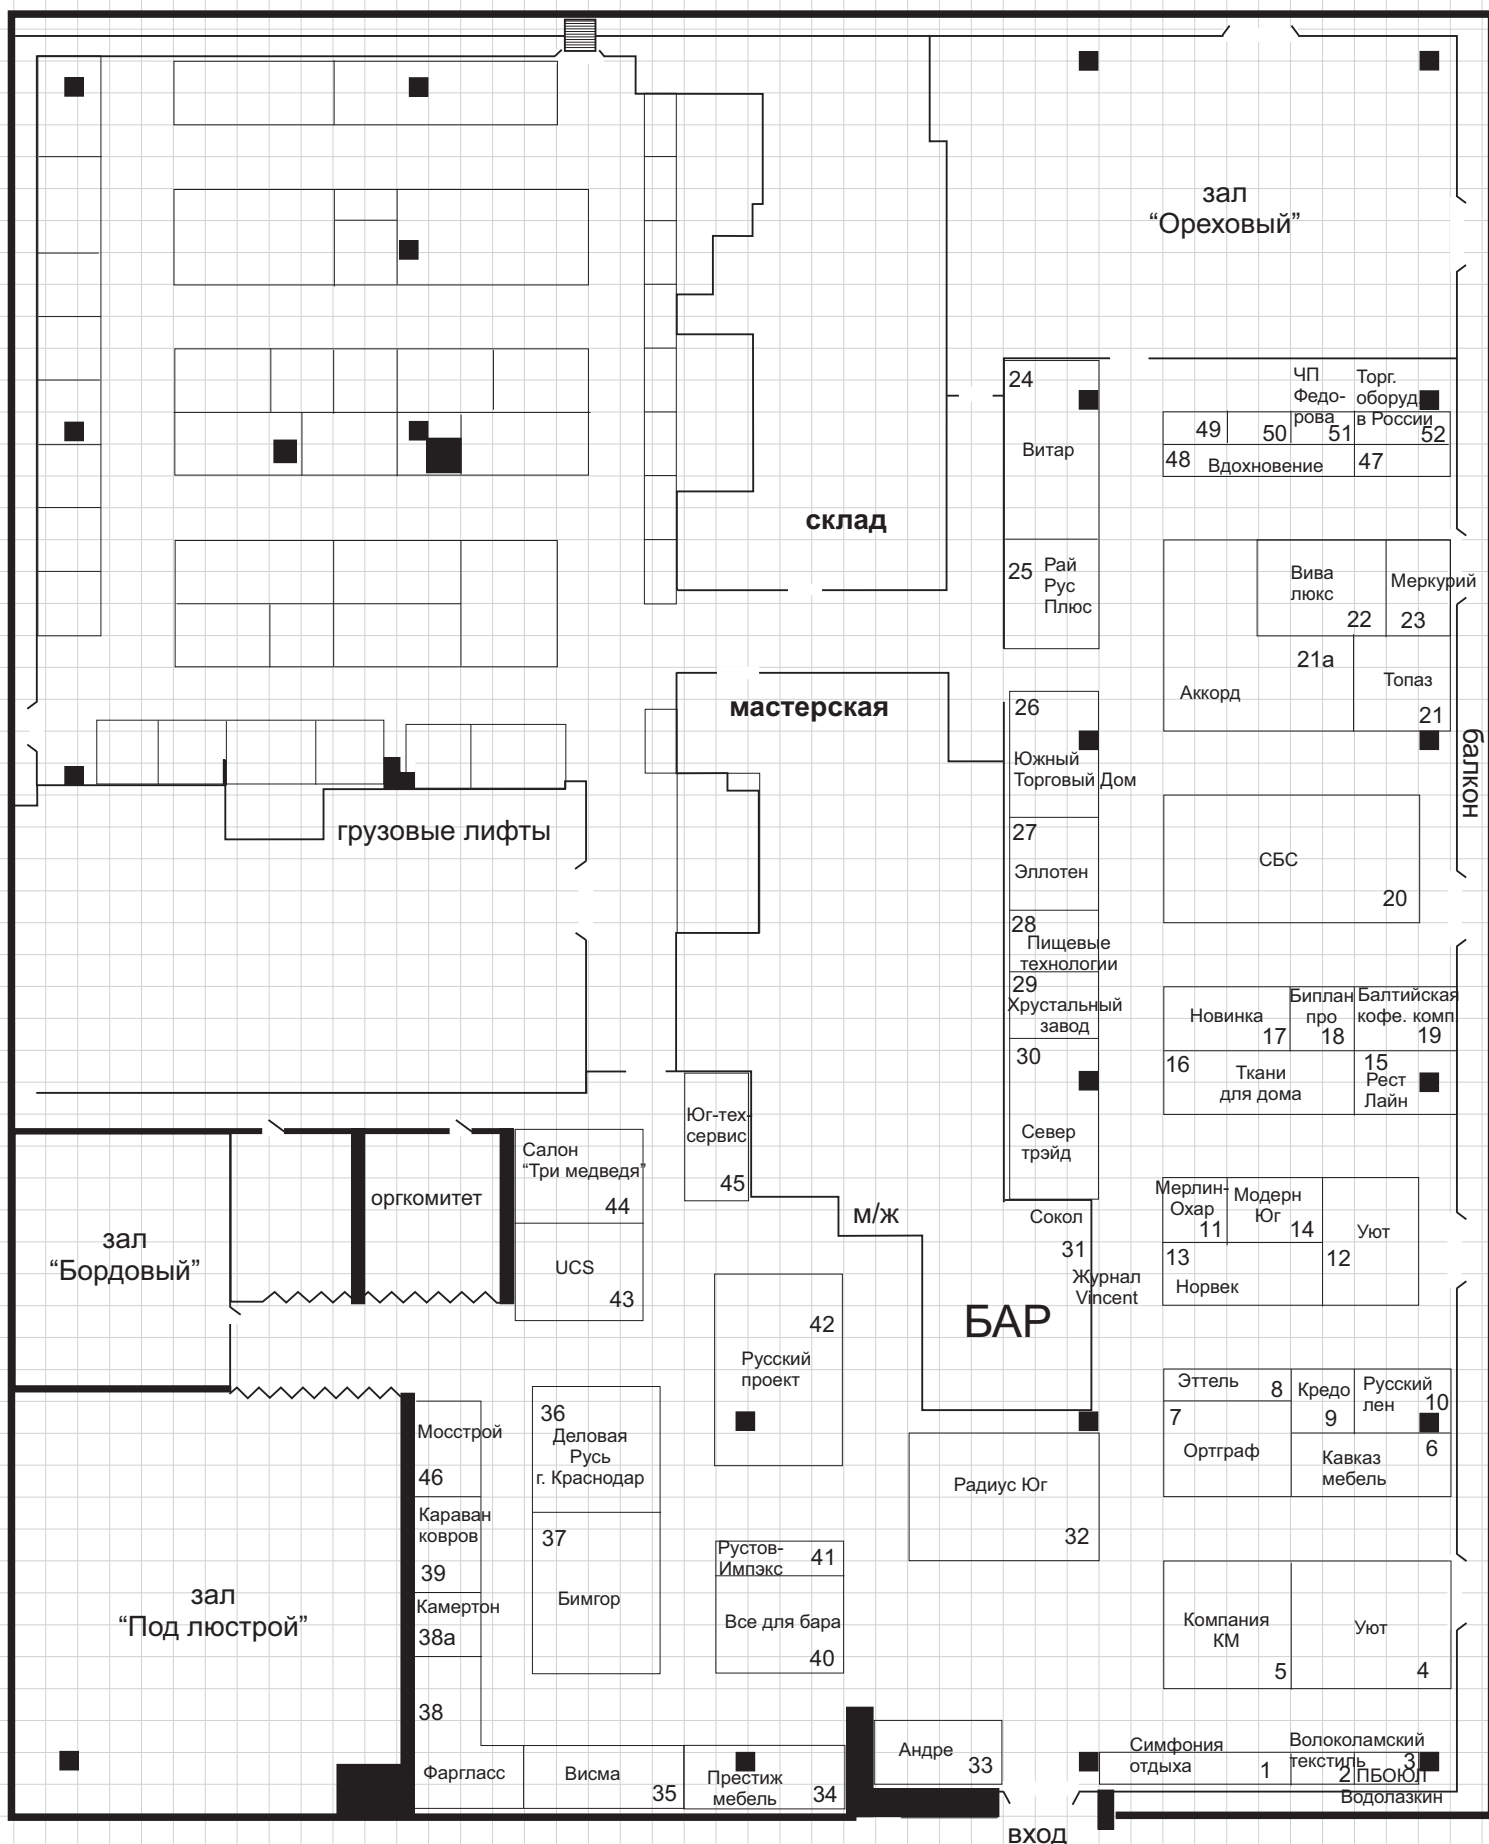 зал
“Ореховый”
24
Витар
ЧП
Федо-
рова
Торг.
оборуд.
в России
49
50
51
52
48
Вдохновение
47
склад
25
Рай
Рус
Плюс
Вива
люкс
22
Меркурий
23
21а
Аккорд
Топаз
21
мастерская
26
Южный
Торговый Дом
балкон
грузовые лифты
27
Эллотен
СБС
20
28
Пищевые
технологии
29
Хрустальный
завод
Новинка
17
Биплан
про
18
Балтийская
кофе. комп.
19
30
Север
трэйд
16
Ткани
для дома
15
Рест
Лайн
Юг-тех-
сервис
45
Салон
“Три медведя”
44
оргкомитет
зал
“Бордовый”
UCS
43
м/ж
Сокол
31
Журнал
Vincent
БАР
Мерлин-
Охар
11
Модерн
Юг
14
Уют
12
13
Норвек
42
Русский
проект
Эттель
8
Кредо
9
Русский
лен
10
7
Ортграф
Кавказ
мебель
6
Мосстрой
46
36
Деловая
Русь
г. Краснодар
Радиус Юг
32
Караван
ковров
39
37
Бимгор
Рустов-
Импэкс
41
Все для бара
40
зал
“Под люстрой”
Камертон
38а
Компания
КМ
5
Уют
4
38
Фаргласс
Висма
35
Престиж
мебель
34
Андре
33
Симфония
отдыха
1
Волоколамский
текстиль
2
3
ПБОЮЛ
Водолазкин
вход